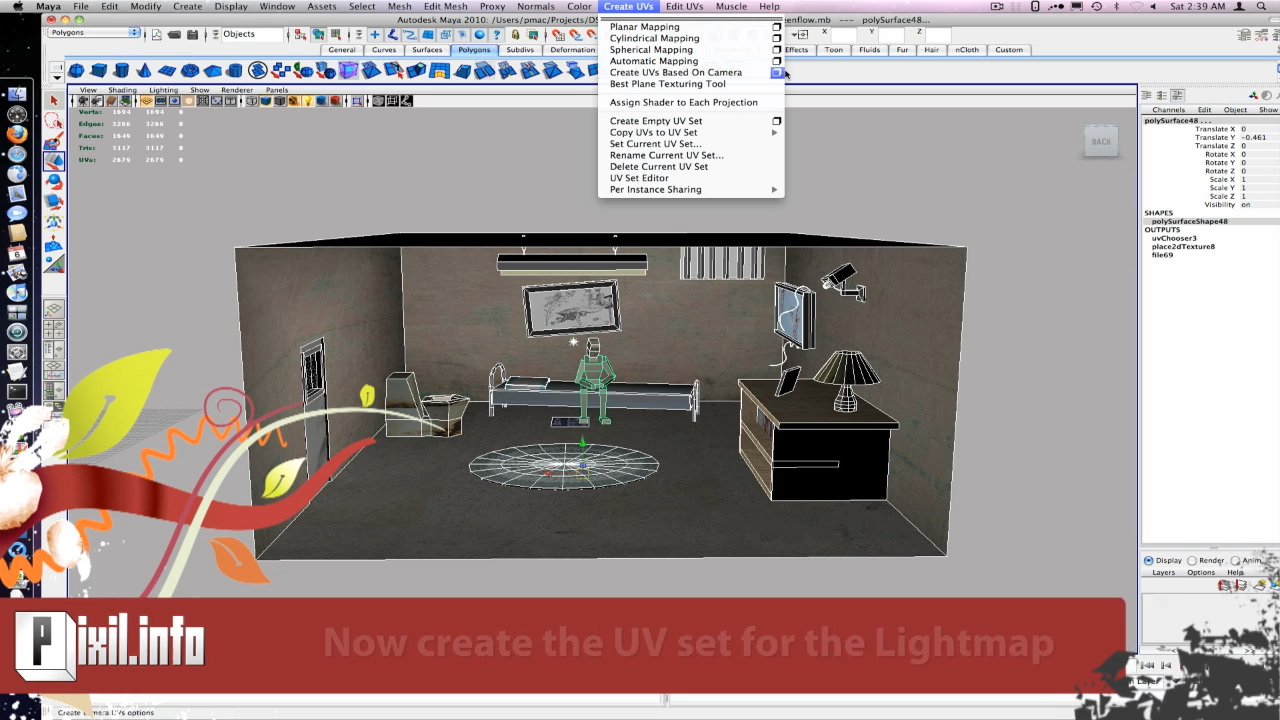 Maya File Edit Modify Create Display Window Assets Select Mesh Edit Mesh Proxy Normals Color Create UVs Edit UVs Muscle Help Sat 2:39 AM
Autodesk Maya 2010: /Users/pmac/Projects/DS
enflow.mb --- polySurface48...
Polygons Objects X: Y: Z:
General Curves Surfaces Polygons Subdivs Deformation Effects Toon Fluids Fur Hair nCloth Custom
Planar Mapping
Cylindrical Mapping
Spherical Mapping
Automatic Mapping
Create UVs Based On Camera
Best Plane Texturing Tool
Assign Shader to Each Projection
Create Empty UV Set
Copy UVs to UV Set
Set Current UV Set...
Rename Current UV Set...
Delete Current UV Set
UV Set Editor
Per Instance Sharing
View Shading Lighting Show Renderer Panels
Verts: 1694 1694 0
Edges: 3266 3266 0
Faces: 1649 1649 0
Tris: 3117 3117 0
UVs: 2679 2679 0
BACK
Channels Edit Object Show
polySurface48 ...
Translate X 0
Translate Y -0.461
Translate Z 0
Rotate X 0
Rotate Y 0
Rotate Z 0
Scale X 1
Scale Y 1
Scale Z 1
Visibility on
SHAPES
polySurfaceShape48
OUTPUTS
uvChooser3
place2dTexture8
file69
Display Render Anim
Layers Options Help
Pixil.info
Now create the UV set for the Lightmap
Create camera UVs options